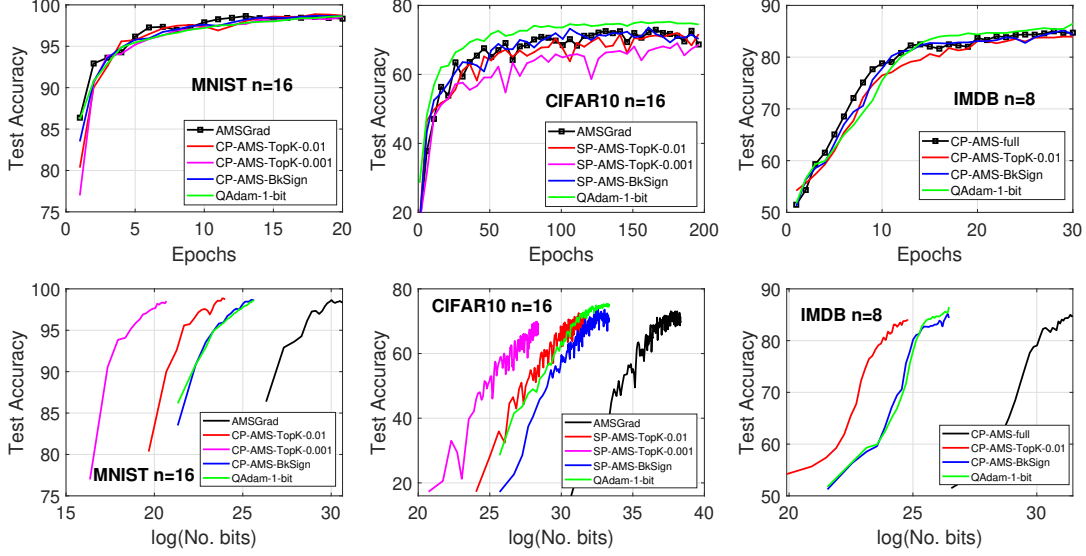 Test Accuracy
100
95
90
85
80
75
0
5
10
15
20
Epochs
MNIST n=16
AMSGrad
CP-AMS-TopK-0.01
CP-AMS-TopK-0.001
CP-AMS-BkSign
QAdam-1-bit
Test Accuracy
80
60
40
20
0
50
100
150
200
Epochs
CIFAR10 n=16
AMSGrad
SP-AMS-TopK-0.01
SP-AMS-TopK-0.001
SP-AMS-BkSign
QAdam-1-bit
Test Accuracy
90
80
70
60
50
0
10
20
30
Epochs
IMDB n=8
CP-AMS-full
CP-AMS-TopK-0.01
CP-AMS-BkSign
QAdam-1-bit
Test Accuracy
100
95
90
85
80
75
15
20
25
30
log(No. bits)
MNIST n=16
AMSGrad
CP-AMS-TopK-0.01
CP-AMS-TopK-0.001
CP-AMS-BkSign
QAdam-1-bit
Test Accuracy
80
60
40
20
20
25
30
35
40
log(No. bits)
CIFAR10 n=16
AMSGrad
SP-AMS-TopK-0.01
SP-AMS-TopK-0.001
SP-AMS-BkSign
QAdam-1-bit
Test Accuracy
90
80
70
60
50
20
25
30
log(No. bits)
IMDB n=8
CP-AMS-full
CP-AMS-TopK-0.01
CP-AMS-BkSign
QAdam-1-bit